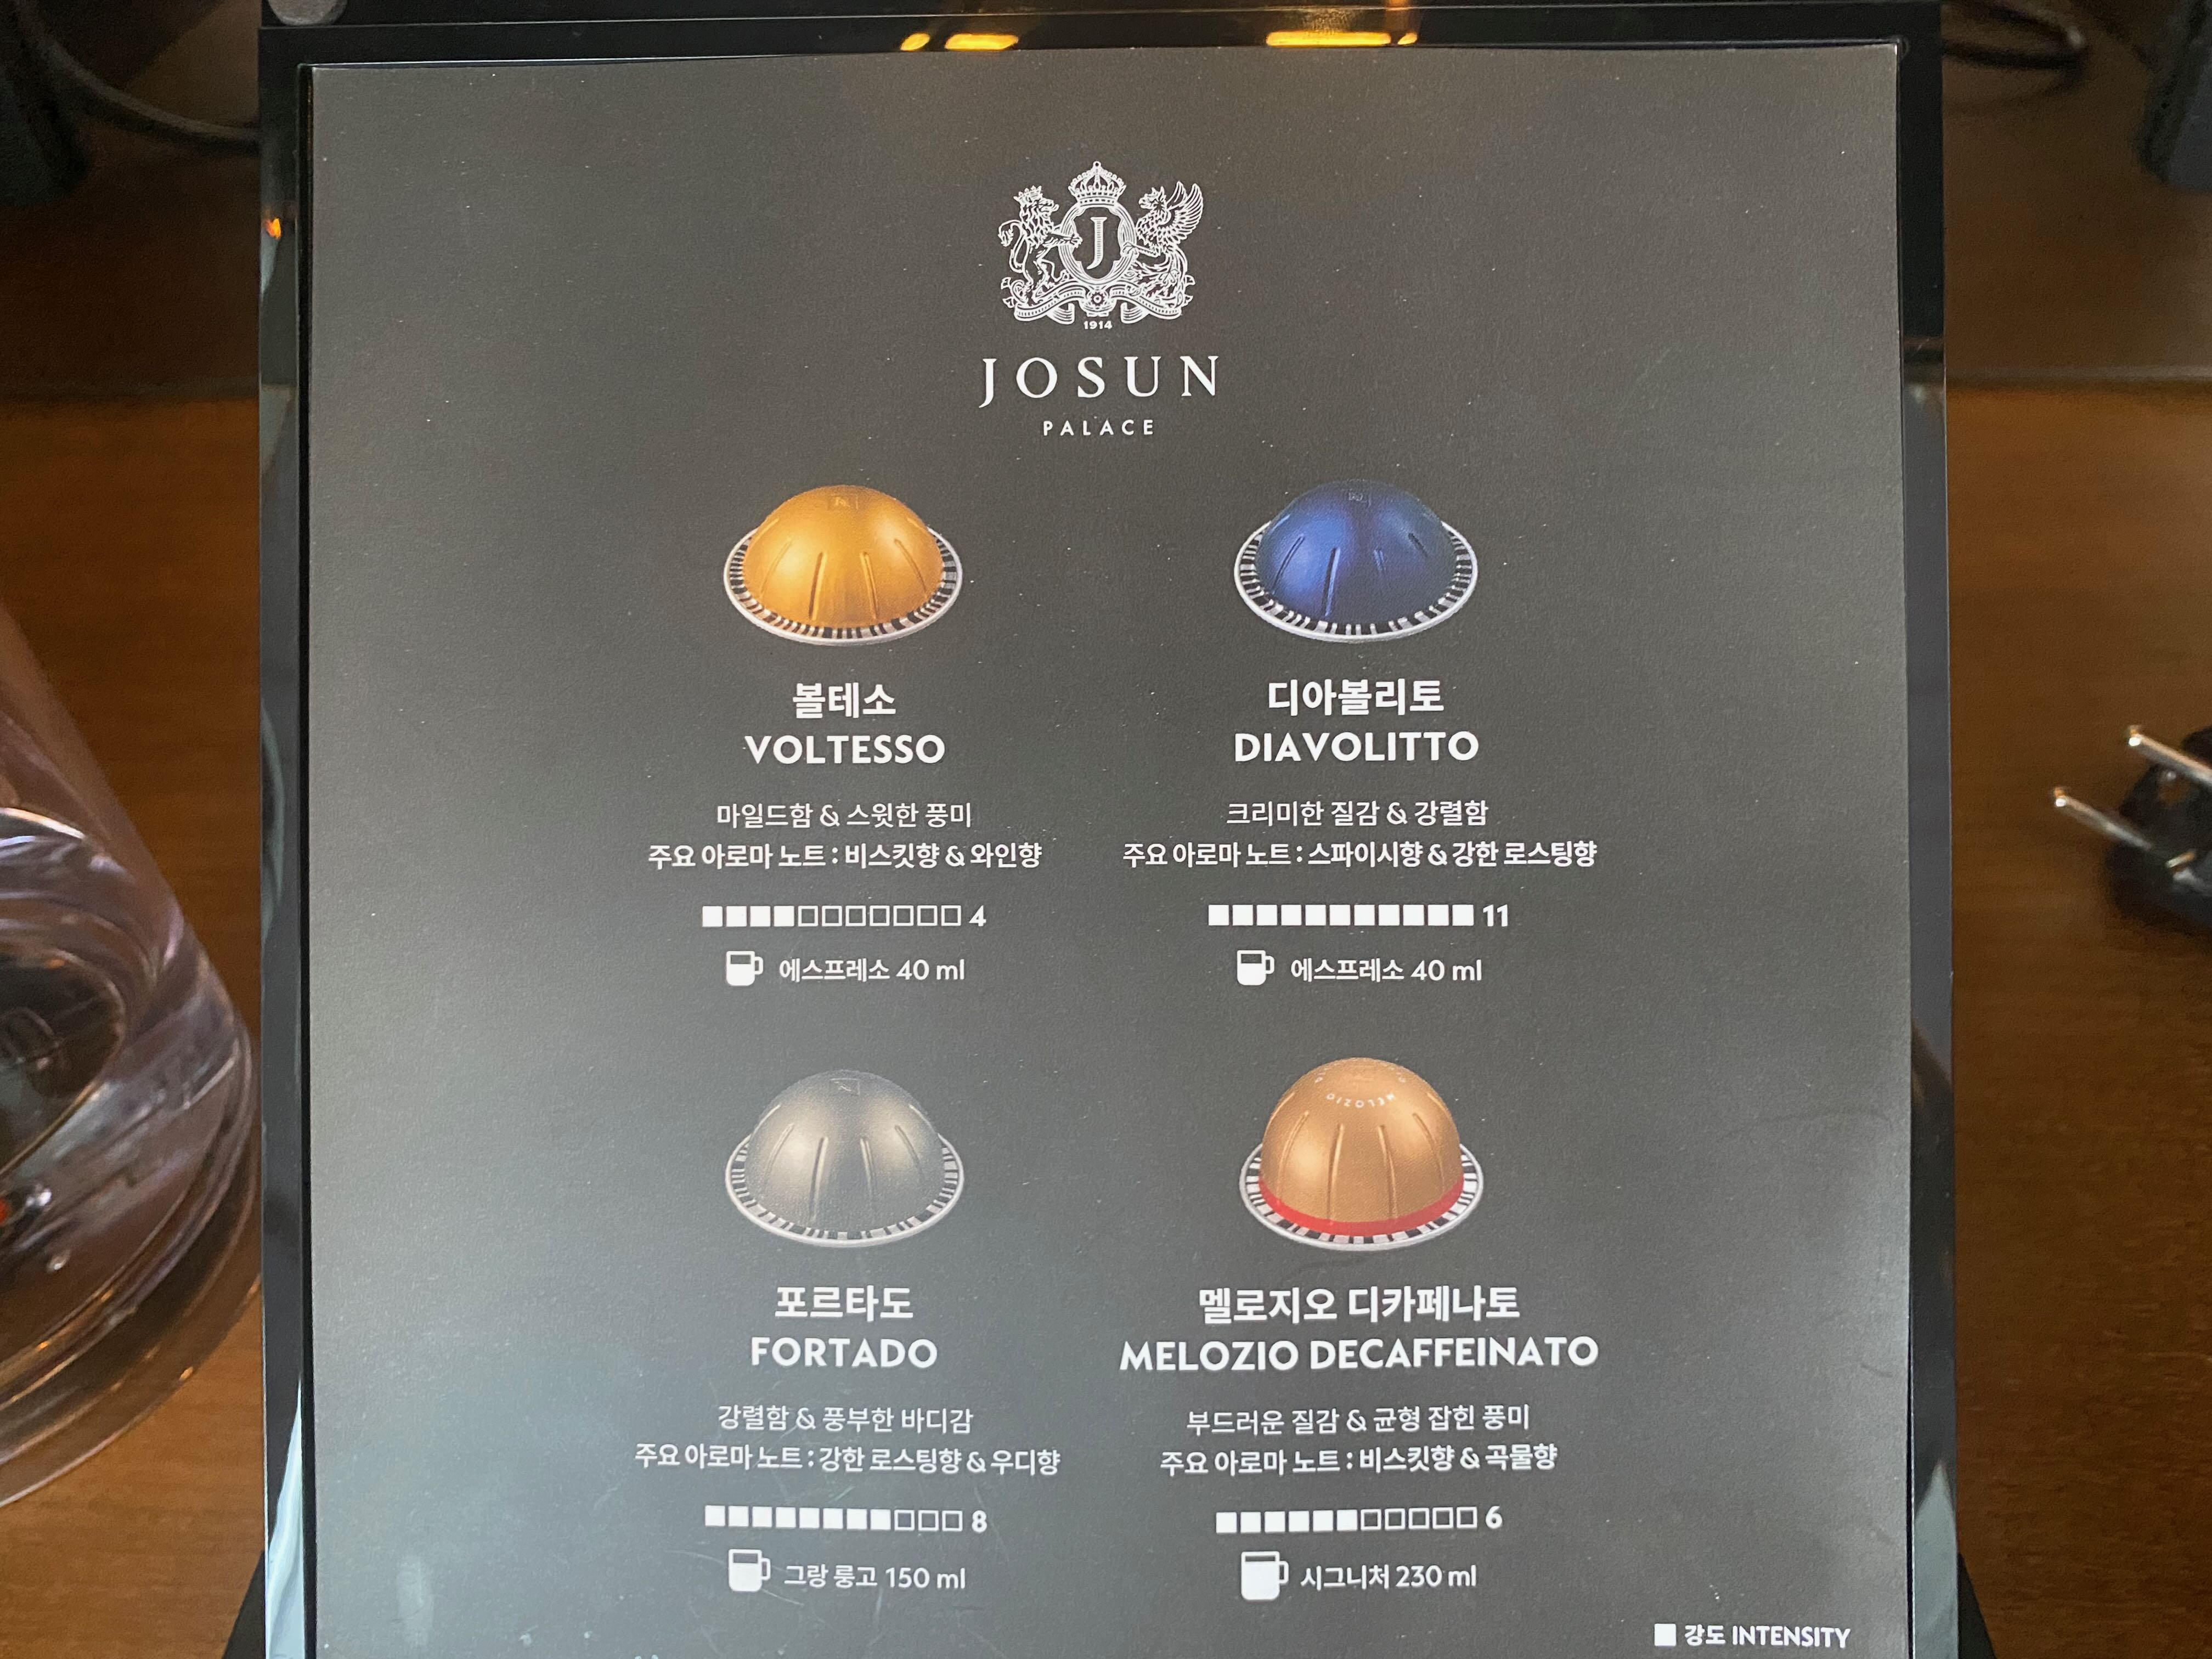 J
1914
JOSUN
PALACE
볼테소
VOLTESSO
마일드함 & 스윗한 풍미
주요 아로마 노트 : 비스킷향 & 와인향
4
에스프레소 40 ml
디아볼리토
DIAVOLITTO
크리미한 질감 & 강렬함
주요 아로마 노트 : 스파이시향 & 강한 로스팅향
11
에스프레소 40 ml
포르타도
FORTADO
강렬함 & 풍부한 바디감
주요 아로마 노트 : 강한 로스팅향 & 우디향
8
그랑 룽고 150 ml
MELOZIO
멜로지오 디카페나토
MELOZIO DECAFFEINATO
부드러운 질감 & 균형 잡힌 풍미
주요 아로마 노트 : 비스킷향 & 곡물향
6
시그니처 230 ml
강도 INTENSITY